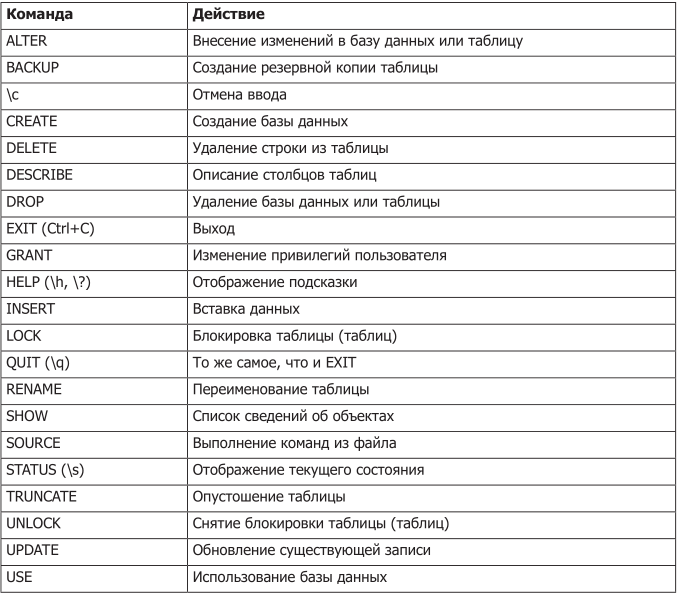 Команда Действие
ALTER Внесение изменений в базу данных или таблицу
BACKUP Создание резервной копии таблицы
\c Отмена ввода
CREATE Создание базы данных
DELETE Удаление строки из таблицы
DESCRIBE Описание столбцов таблиц
DROP Удаление базы данных или таблицы
EXIT (Ctrl+C) Выход
GRANT Изменение привилегий пользователя
HELP (\h, \?) Отображение подсказки
INSERT Вставка данных
LOCK Блокировка таблицы (таблиц)
QUIT (\q) То же самое, что и EXIT
RENAME Переименование таблицы
SHOW Список сведений об объектах
SOURCE Выполнение команд из файла
STATUS (\s) Отображение текущего состояния
TRUNCATE Опустошение таблицы
UNLOCK Снятие блокировки таблицы (таблиц)
UPDATE Обновление существующей записи
USE Использование базы данных